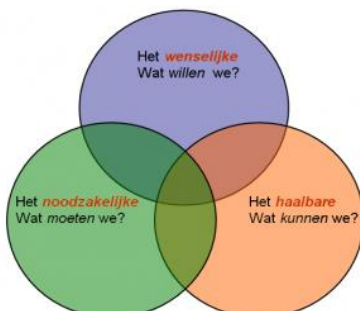 Het wenselijke
Wat willen we?
Het noodzakelijke
Wat moeten we?
Het haalbare
Wat kunnen we?